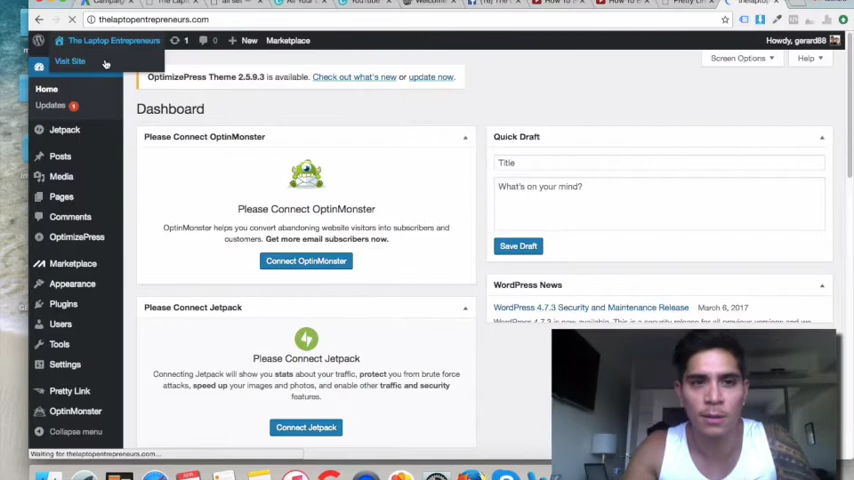 thelaptopentrepreneurs.com
The Laptop Entrepreneurs 1 0 New Marketplace Howdy, gerard88
Visit Site
Screen Options Help
OptimizePress Theme 2.5.9.3 is available. Check out what's new or update now.
Home
Updates 1
Dashboard
Jetpack
Posts
Media
Pages
Comments
OptimizePress
Marketplace
Appearance
Plugins
Users
Tools
Settings
Pretty Link
OptinMonster
Collapse menu
Please Connect OptinMonster
Please Connect OptinMonster
OptinMonster helps you convert abandoning website visitors into subscribers and
customers. Get more email subscribers now.
Connect OptinMonster
Please Connect Jetpack
Please Connect Jetpack
Connecting Jetpack will show you stats about your traffic, protect you from brute force
attacks, speed up your images and photos, and enable other traffic and security
features.
Connect Jetpack
Quick Draft
Title
What's on your mind?
Save Draft
WordPress News
WordPress 4.7.3 Security and Maintenance Release March 6, 2017
Waiting for thelaptopentrepreneurs.com...